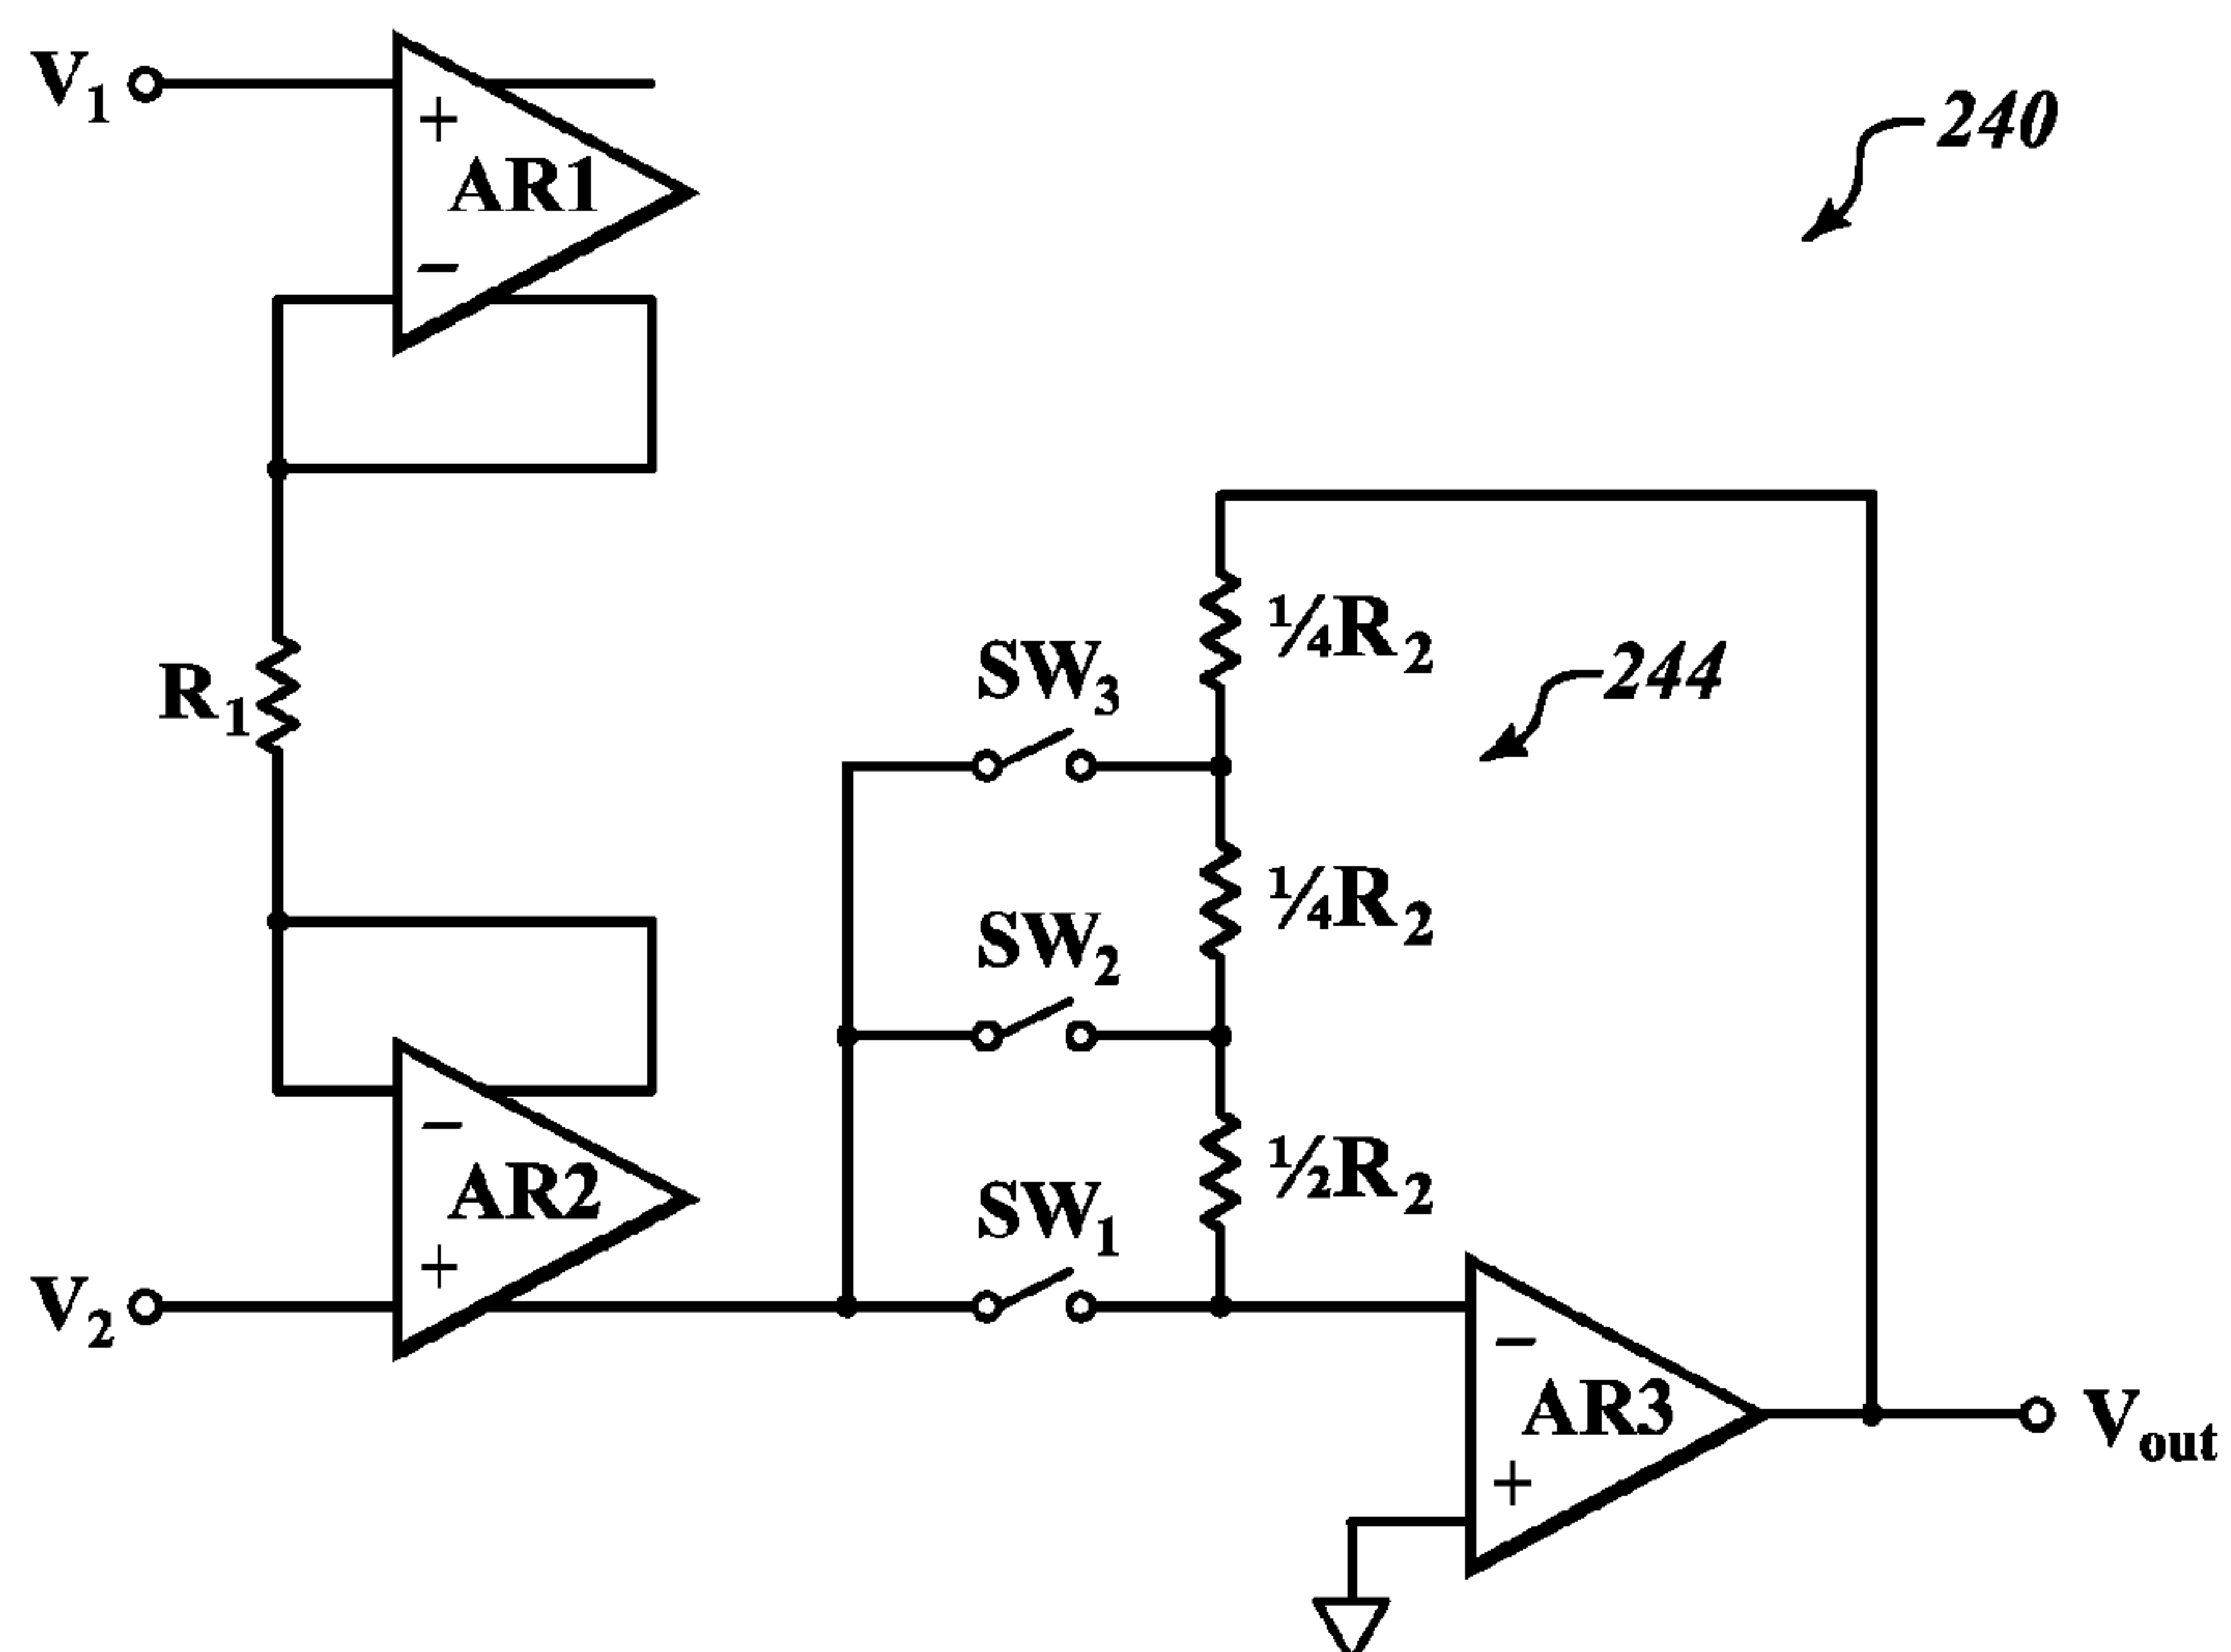 V1
+
AR1
−
240
R1
SW3
¼R2
244
SW2
¼R2
SW1
½R2
−
AR2
+
V2
−
AR3
+
Vout